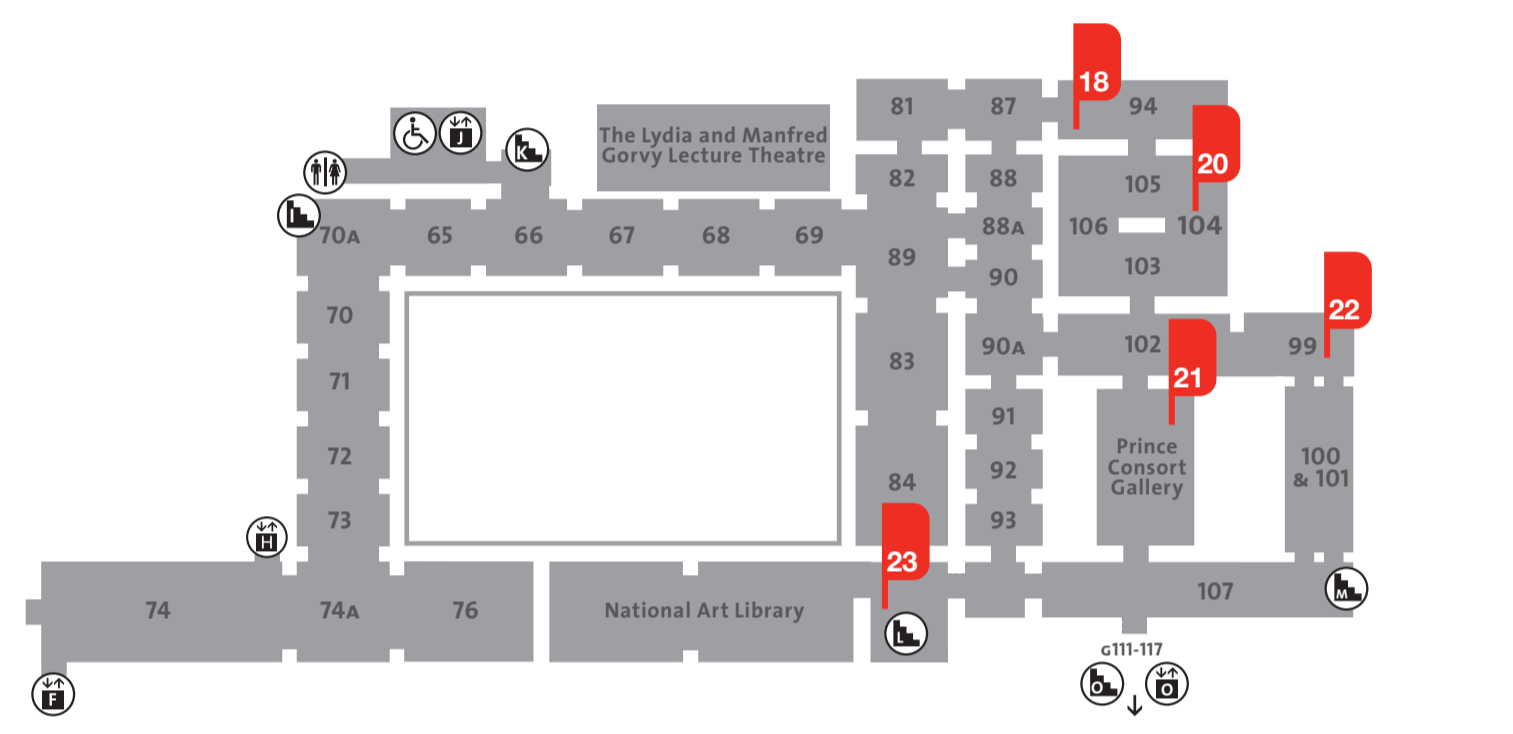 18
81
87
94
J
K
The Lydia and Manfred
Gorvy Lecture Theatre
20
82
88
105
I
70A
65
66
67
68
69
88A
106
104
89
90
103
22
70
83
90A
102
99
71
21
91
72
84
92
Prince
Consort
Gallery
100
& 101
73
93
H
23
74
74A
76
National Art Library
107
M
L
G111-117
F
O
O